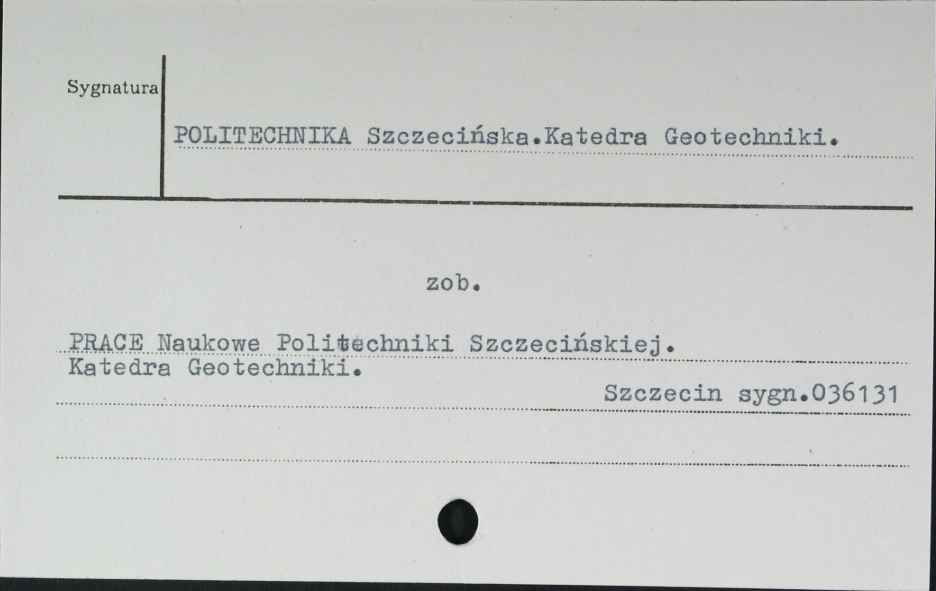 Sygnatura
POLITECHNIKA Szczecińska.Katedra Geotechniki.
zob.
PRACE Naukowe Politechniki Szczecińskiej.
Katedra Geotechniki.
Szczecin sygn.036131